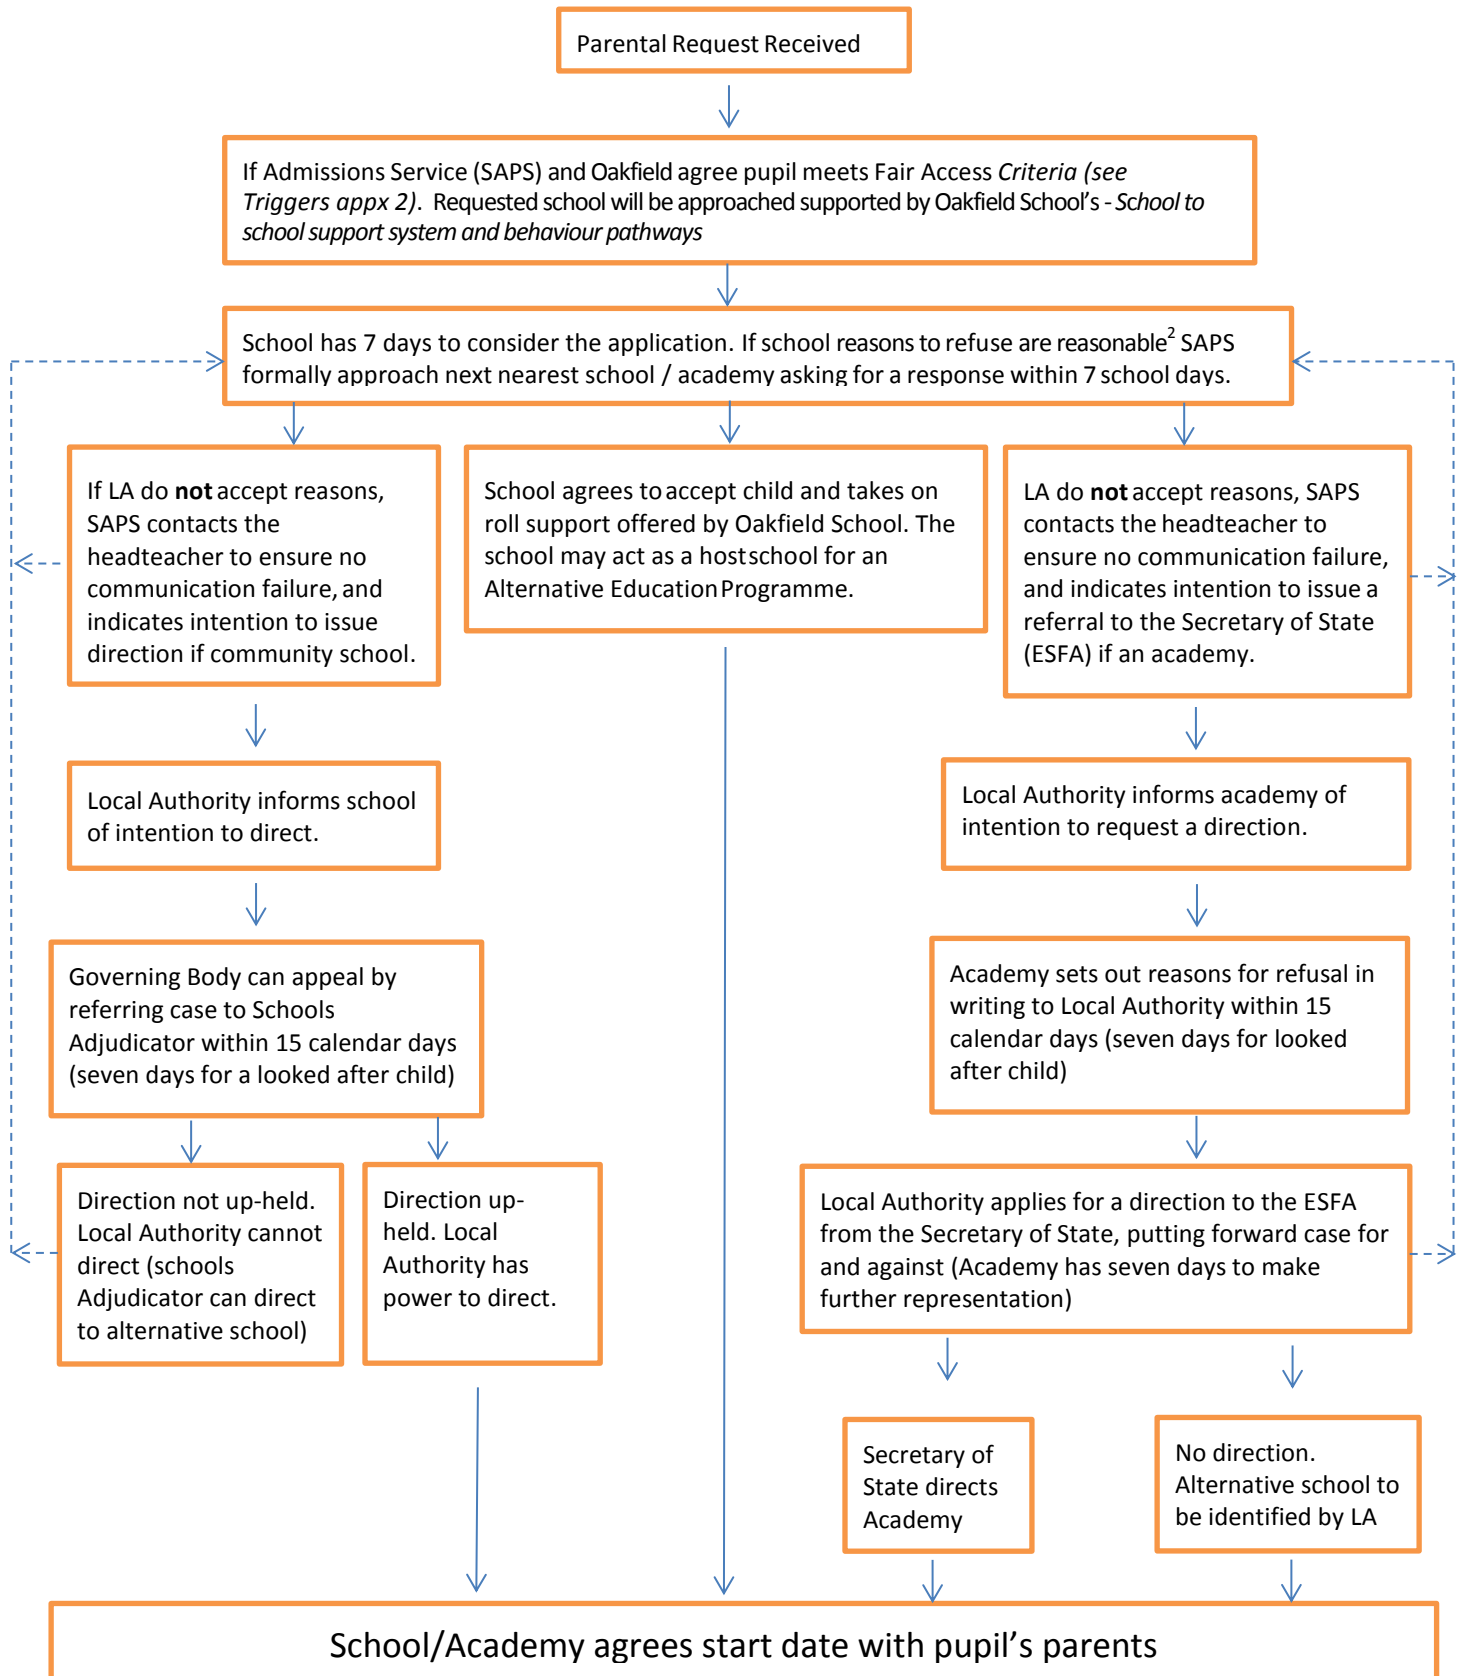 Parental Request Received
If Admissions Service (SAPS) and Oakfield agree pupil meets Fair Access Criteria (see
Triggers appx 2). Requested school will be approached supported by Oakfield School's - School to
school support system and behaviour pathways
School has 7 days to consider the application. If school reasons to refuse are reasonable2 SAPS
formally approach next nearest school / academy asking for a response within 7 school days.
If LA do not accept reasons,
SAPS contacts the
headteacher to ensure no
communication failure, and
indicates intention to issue
direction if community school.
School agrees to accept child and takes on
roll support offered by Oakfield School. The
school may act as a host school for an
Alternative Education Programme.
LA do not accept reasons, SAPS
contacts the headteacher to
ensure no communication failure,
and indicates intention to issue a
referral to the Secretary of State
(ESFA) if an academy.
Local Authority informs school
of intention to direct.
Local Authority informs academy of
intention to request a direction.
Governing Body can appeal by
referring case to Schools
Adjudicator within 15 calendar days
(seven days for a looked after child)
Academy sets out reasons for refusal in
writing to Local Authority within 15
calendar days (seven days for looked
after child)
Direction not up-held.
Local Authority cannot
direct (schools
Adjudicator can direct
to alternative school)
Direction up-
held. Local
Authority has
power to direct.
Local Authority applies for a direction to the ESFA
from the Secretary of State, putting forward case for
and against (Academy has seven days to make
further representation)
Secretary of
State directs
Academy
No direction.
Alternative school to
be identified by LA
School/Academy agrees start date with pupil's parents